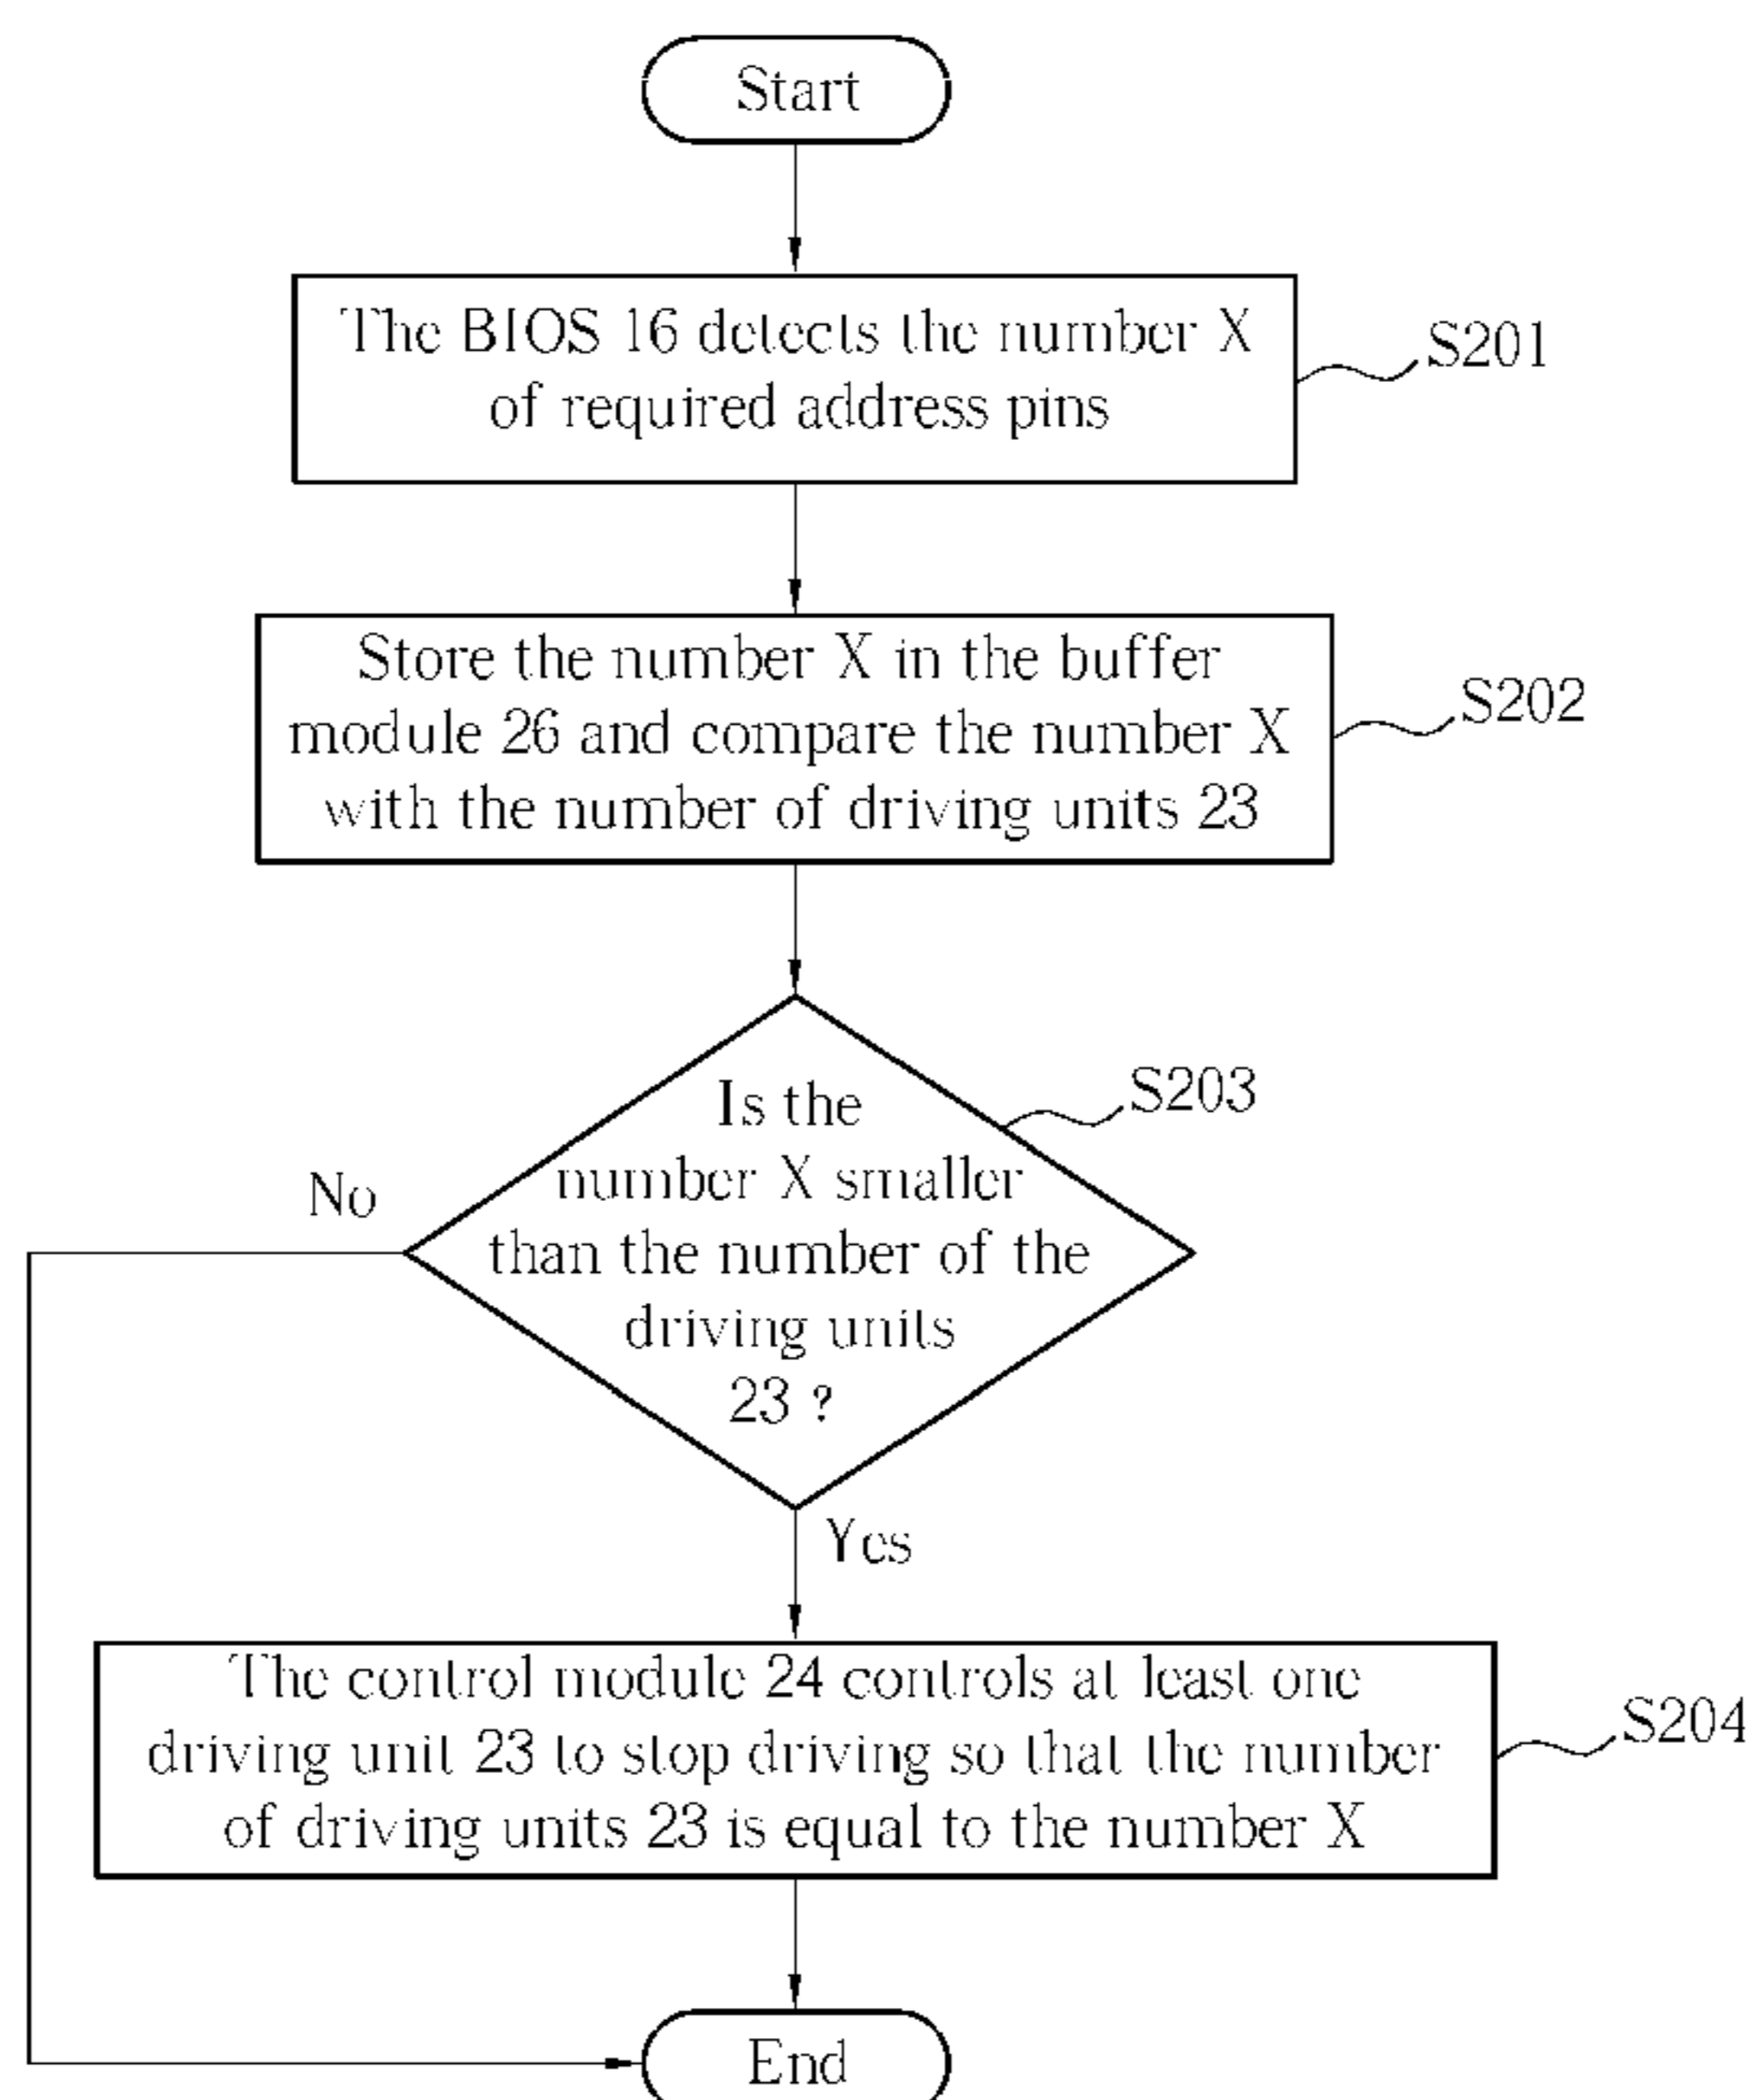 Start
The BIOS 16 detects the number X
of required address pins
S201
Store the number X in the buffer
module 26 and compare the number X
with the number of driving units 23
S202
Is the
number X smaller
than the number of the
driving units
23 ?
S203
No
Yes
The control module 24 controls at least one
driving unit 23 to stop driving so that the number
of driving units 23 is equal to the number X
S204
End